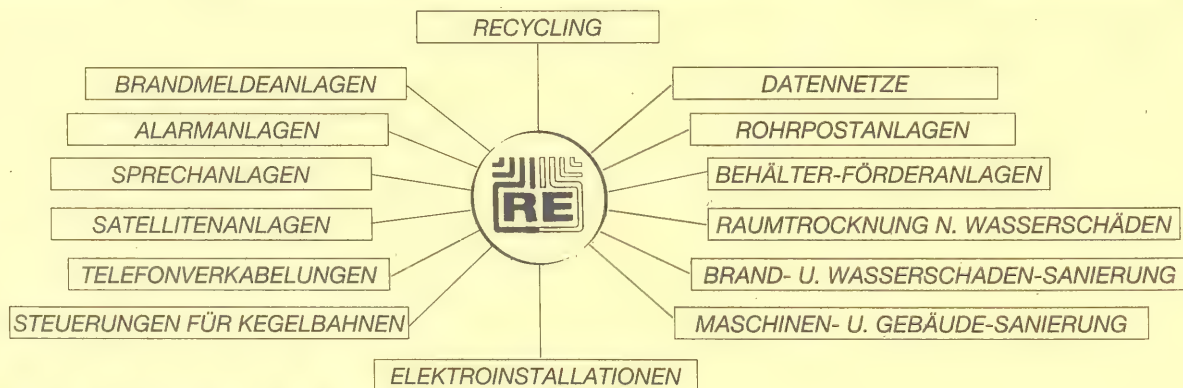 RECYCLING
BRANDMELDEANLAGEN
ALARMANLAGEN
SPRECHANLAGEN
SATELLITENANLAGEN
TELEFONVERKABELUNGEN
STEUERUNGEN FÜR KEGELBAHNEN
RE
DATENNETZE
ROHRPOSTANLAGEN
BEHÄLTER-FÖRDERANLAGEN
RAUMTROCKNUNG N. WASSERSCHÄDEN
BRAND- U. WASSERSCHADEN-SANIERUNG
MASCHINEN- U. GEBÄUDE-SANIERUNG
ELEKTROINSTALLATIONEN